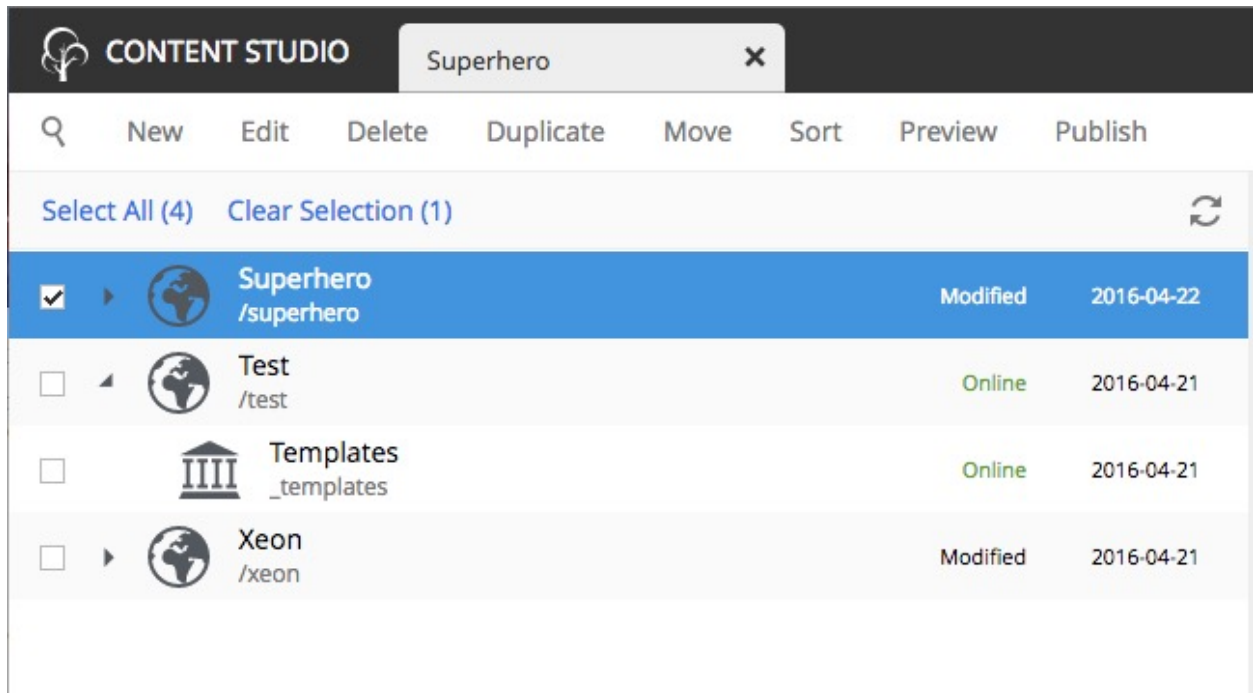 CONTENT STUDIO Superhero
New Edit Delete Duplicate Move Sort Preview Publish
Select All (4) Clear Selection (1)
Superhero Modified 2016-04-22
/superhero
Test Online 2016-04-21
/test
Templates Online 2016-04-21
_templates
Xeon Modified 2016-04-21
/xeon